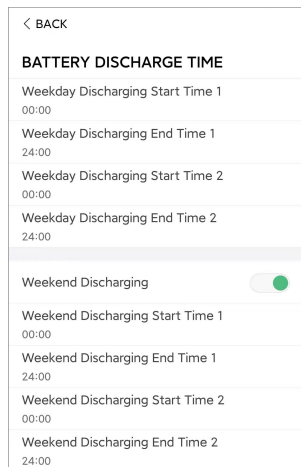 < BACK
BATTERY DISCHARGE TIME
Weekday Discharging Start Time 1
00:00
Weekday Discharging End Time 1
24:00
Weekday Discharging Start Time 2
00:00
Weekday Discharging End Time 2
24:00
Weekend Discharging
Weekend Discharging Start Time 1
00:00
Weekend Discharging End Time 1
24:00
Weekend Discharging Start Time 2
00:00
Weekend Discharging End Time 2
24:00